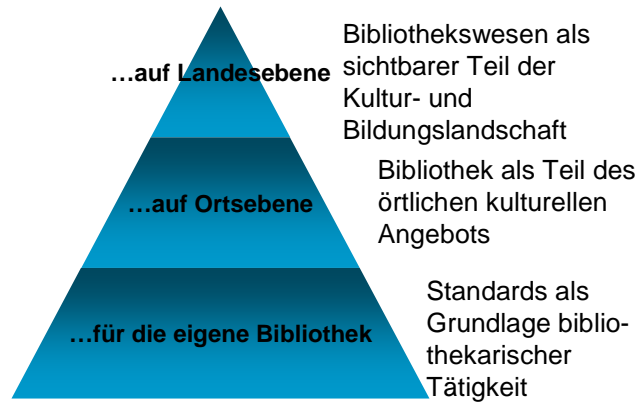 …auf Landesebene
Bibliothekswesen als
sichtbarer Teil der
Kultur- und
Bildungslandschaft
…auf Ortsebene
Bibliothek als Teil des
örtlichen kulturellen
Angebots
…für die eigene Bibliothek
Standards als
Grundlage biblio-
thekarischer
Tätigkeit